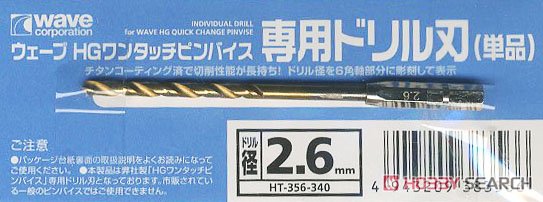 wave
corporation
INDIVIDUAL DRILL
for WAVE HG QUICK CHANGE PINVISE
ウェーブ HGワンタッチピンバイス 専用ドリル刃(単品)
チタンコーティング済で切削性能が長持ち! ドリル径を6角軸部分に彫刻して表示
2.6
ご注意
●パッケージ台紙裏面の取扱説明をよくお読みになって
ご使用ください。 ●本製品は弊社製「HGワンタッチピ
ンバイス」専用ドリル刃となっております。市販されてい
る一般のピンバイスではご使用できません。
ドリル径 2.6mm
HT-356-340
HOBBY SEARCH